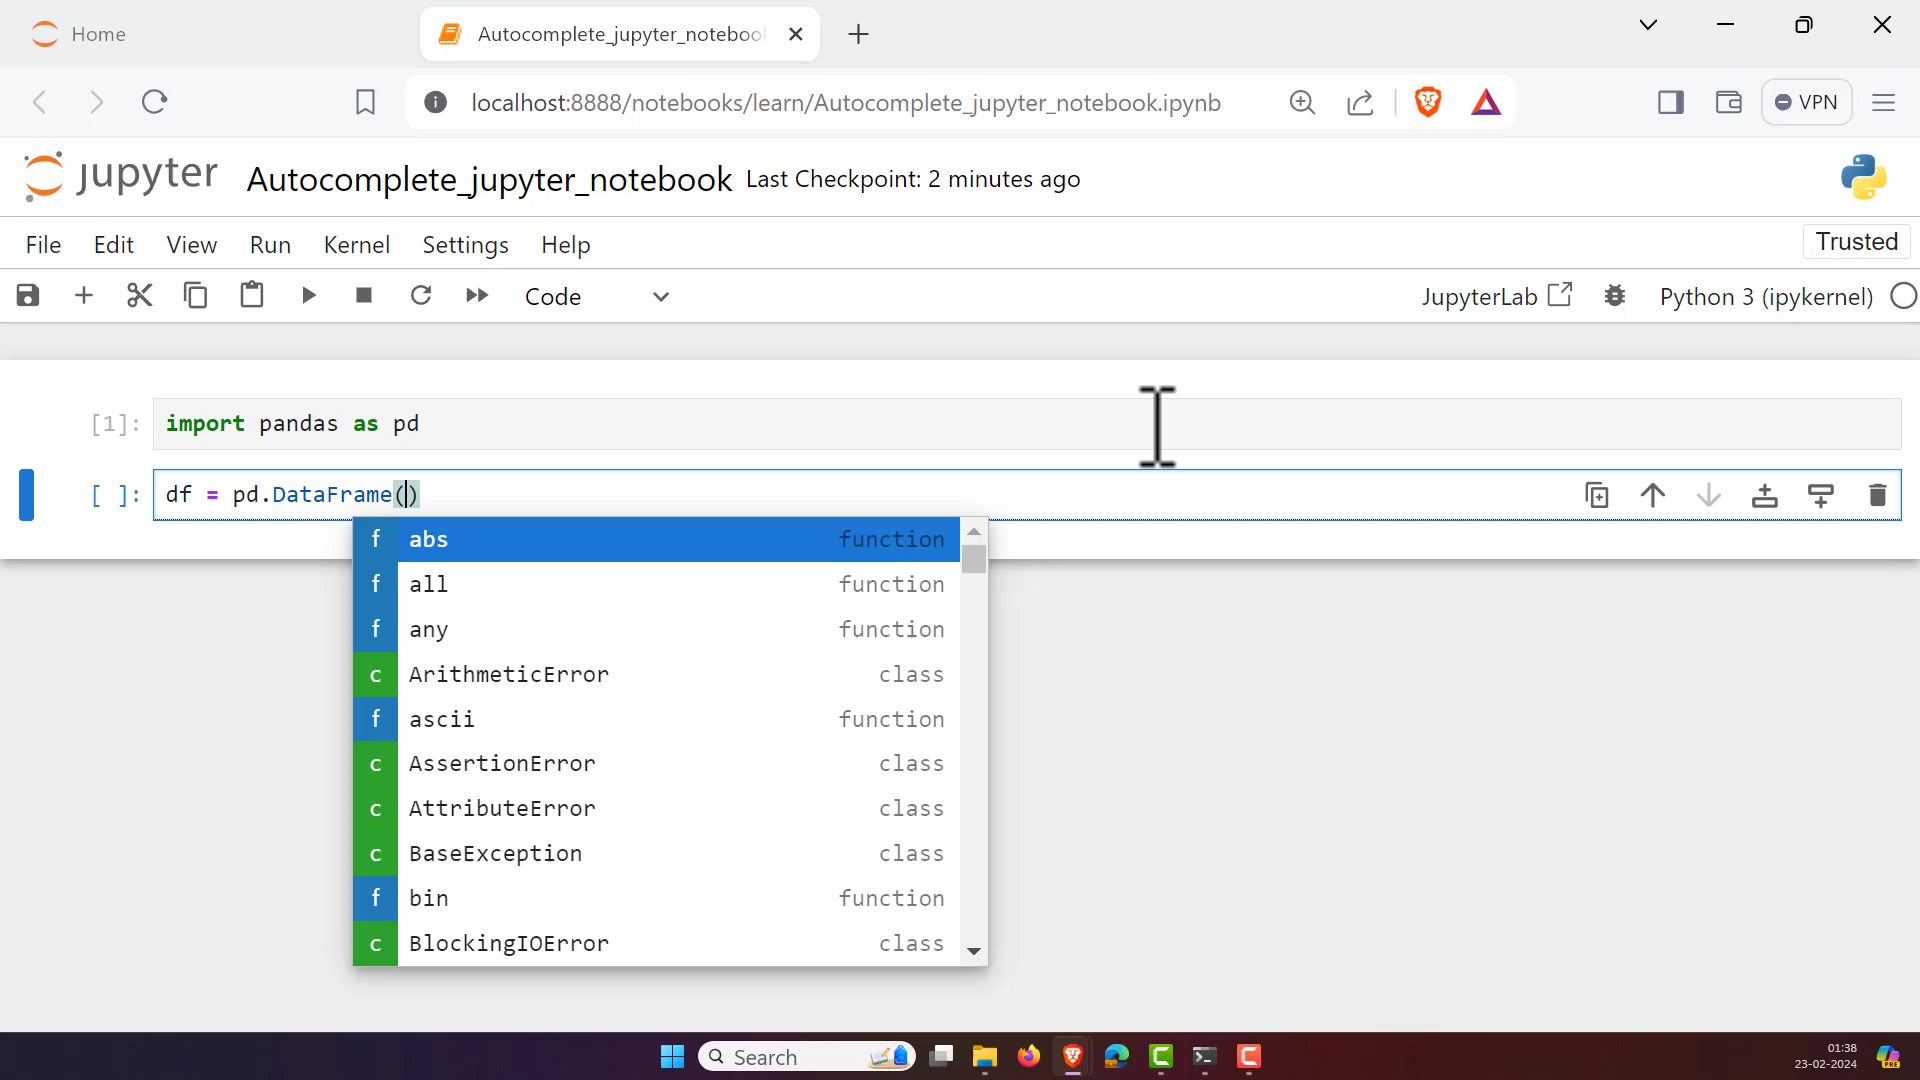 Home
Autocomplete_jupyter_noteboo
localhost:8888/notebooks/learn/Autocomplete_jupyter_notebook.ipynb
VPN
jupyter Autocomplete_jupyter_notebook Last Checkpoint: 2 minutes ago
File Edit View Run Kernel Settings Help
Trusted
Code
JupyterLab
Python 3 (ipykernel)
[1]: import pandas as pd
[ ]: df = pd.DataFrame()
f abs function
f all function
f any function
c ArithmeticError class
f ascii function
c AssertionError class
c AttributeError class
c BaseException class
f bin function
c BlockingIOError class
Search
01:38
23-02-2024
PRE